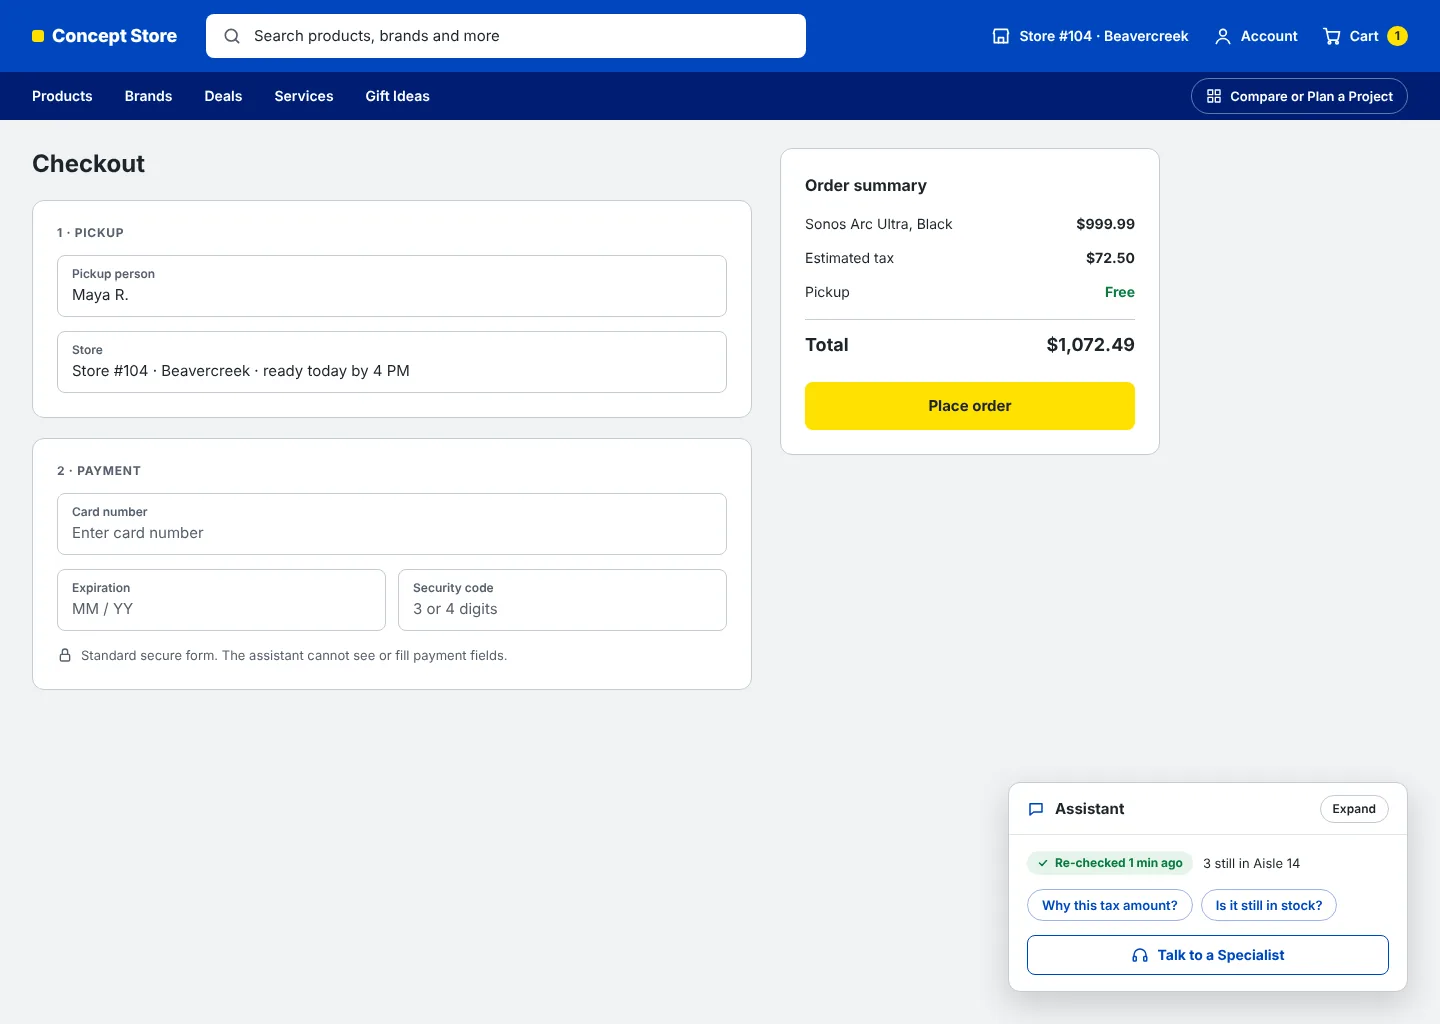 Concept Store
Search products, brands and more
Store #104 · Beavercreek
Account
Cart 1
Products
Brands
Deals
Services
Gift Ideas
Compare or Plan a Project
Checkout
1 · PICKUP
Pickup person
Maya R.
Store
Store #104 · Beavercreek · ready today by 4 PM
2 · PAYMENT
Card number
Enter card number
Expiration
MM / YY
Security code
3 or 4 digits
Standard secure form. The assistant cannot see or fill payment fields.
Order summary
Sonos Arc Ultra, Black $999.99
Estimated tax $72.50
Pickup Free
Total $1,072.49
Place order
Assistant
Expand
Re-checked 1 min ago 3 still in Aisle 14
Why this tax amount?
Is it still in stock?
Talk to a Specialist